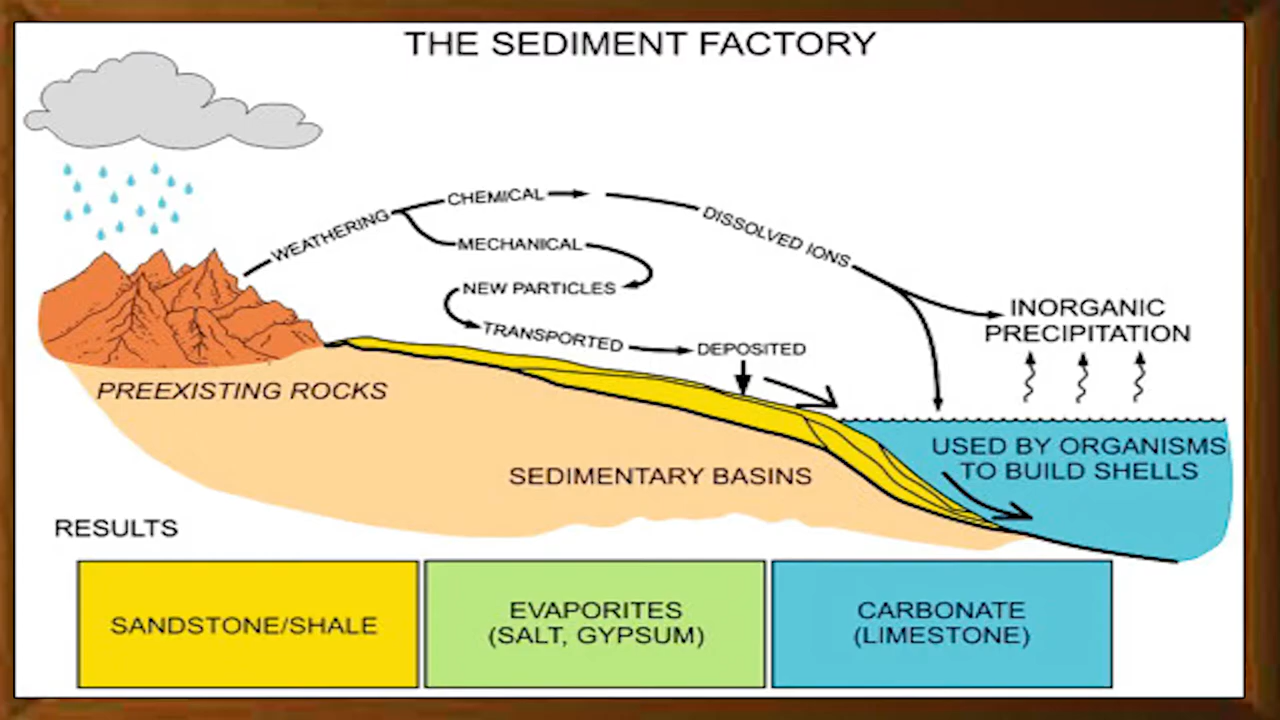 THE SEDIMENT FACTORY
WEATHERING
CHEMICAL
DISSOLVED IONS
MECHANICAL
NEW PARTICLES
TRANSPORTED
DEPOSITED
INORGANIC
PRECIPITATION
PREEXISTING ROCKS
USED BY ORGANISMS
TO BUILD SHELLS
SEDIMENTARY BASINS
RESULTS
SANDSTONE/SHALE
EVAPORITES
(SALT, GYPSUM)
CARBONATE
(LIMESTONE)